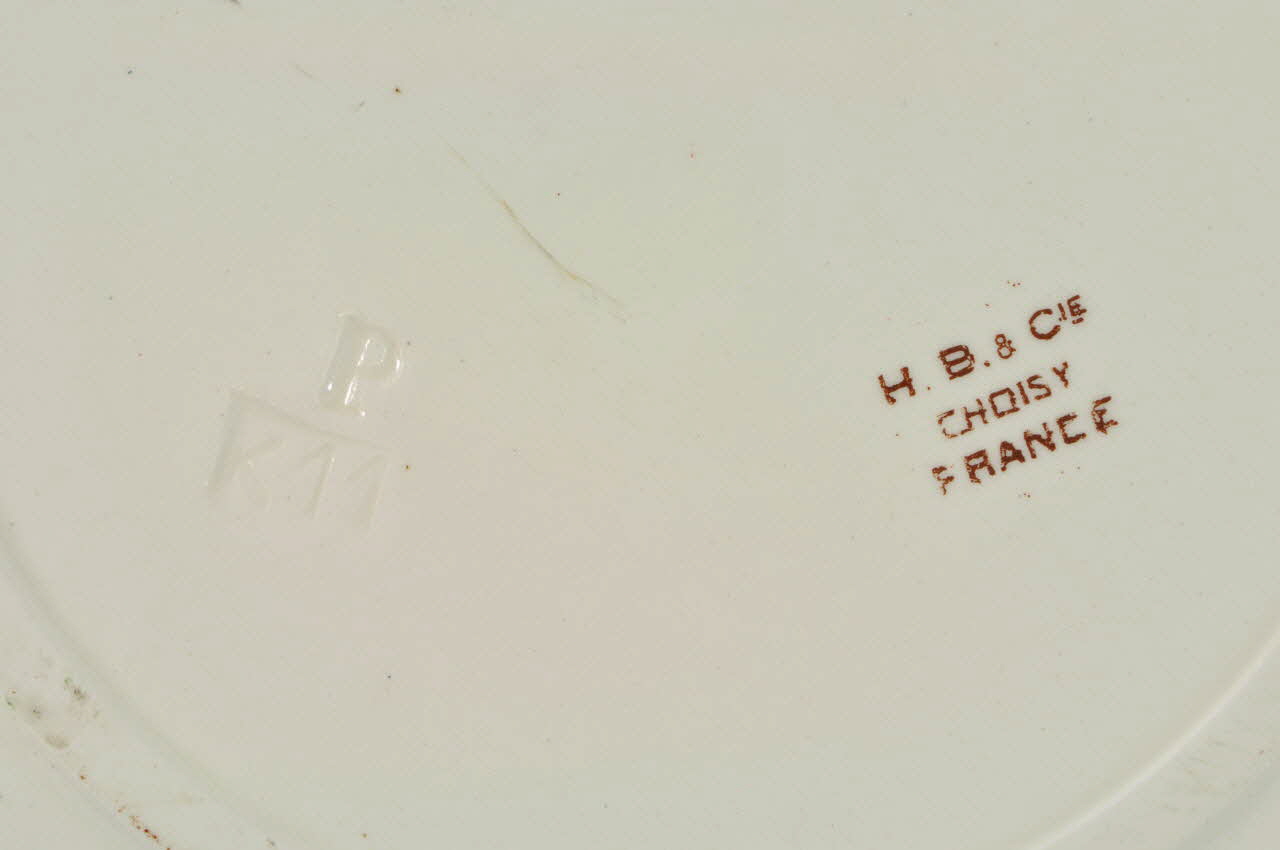 P
K11
H. B. & CIE
CHOISY
FRANCE